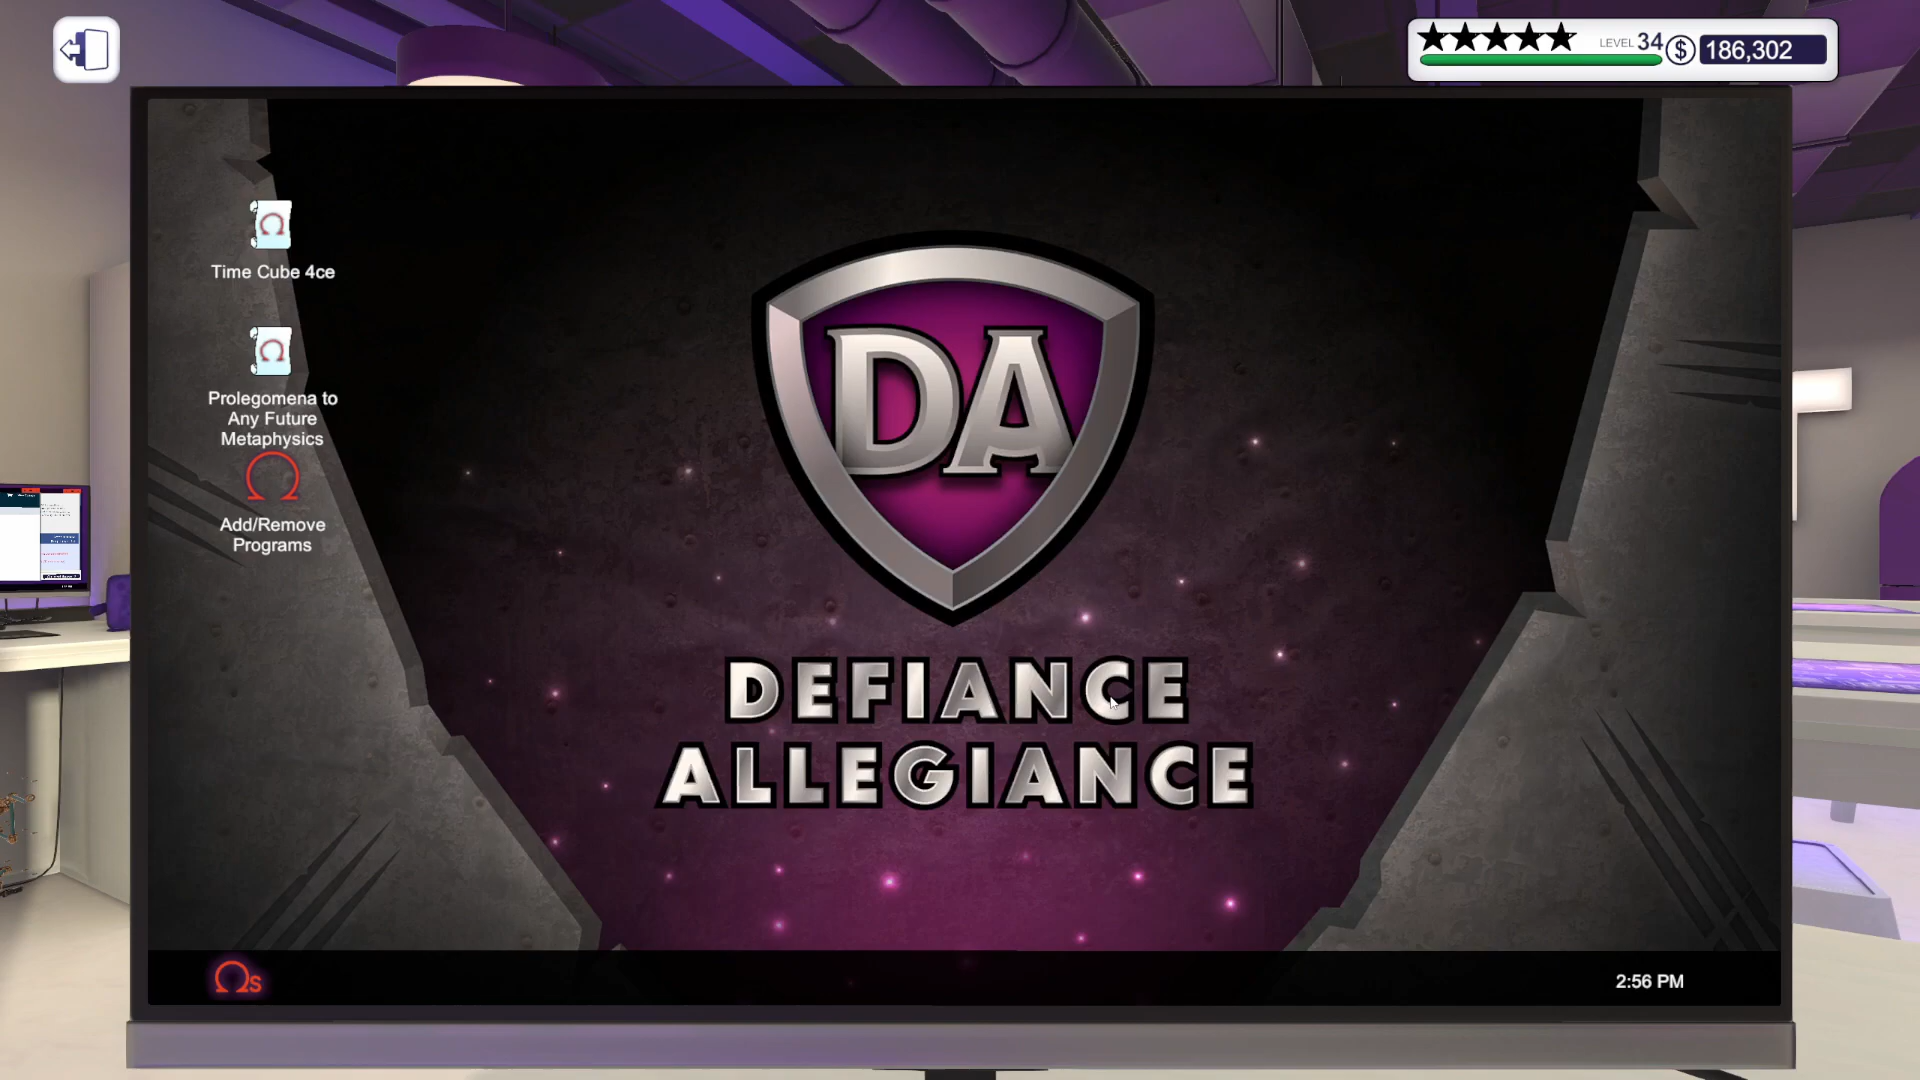 LEVEL 34
186,302
Time Cube 4ce
Prolegomena to
Any Future
Metaphysics
Add/Remove
Programs
DA
DEFIANCE
ALLEGIANCE
Ωs
2:56 PM